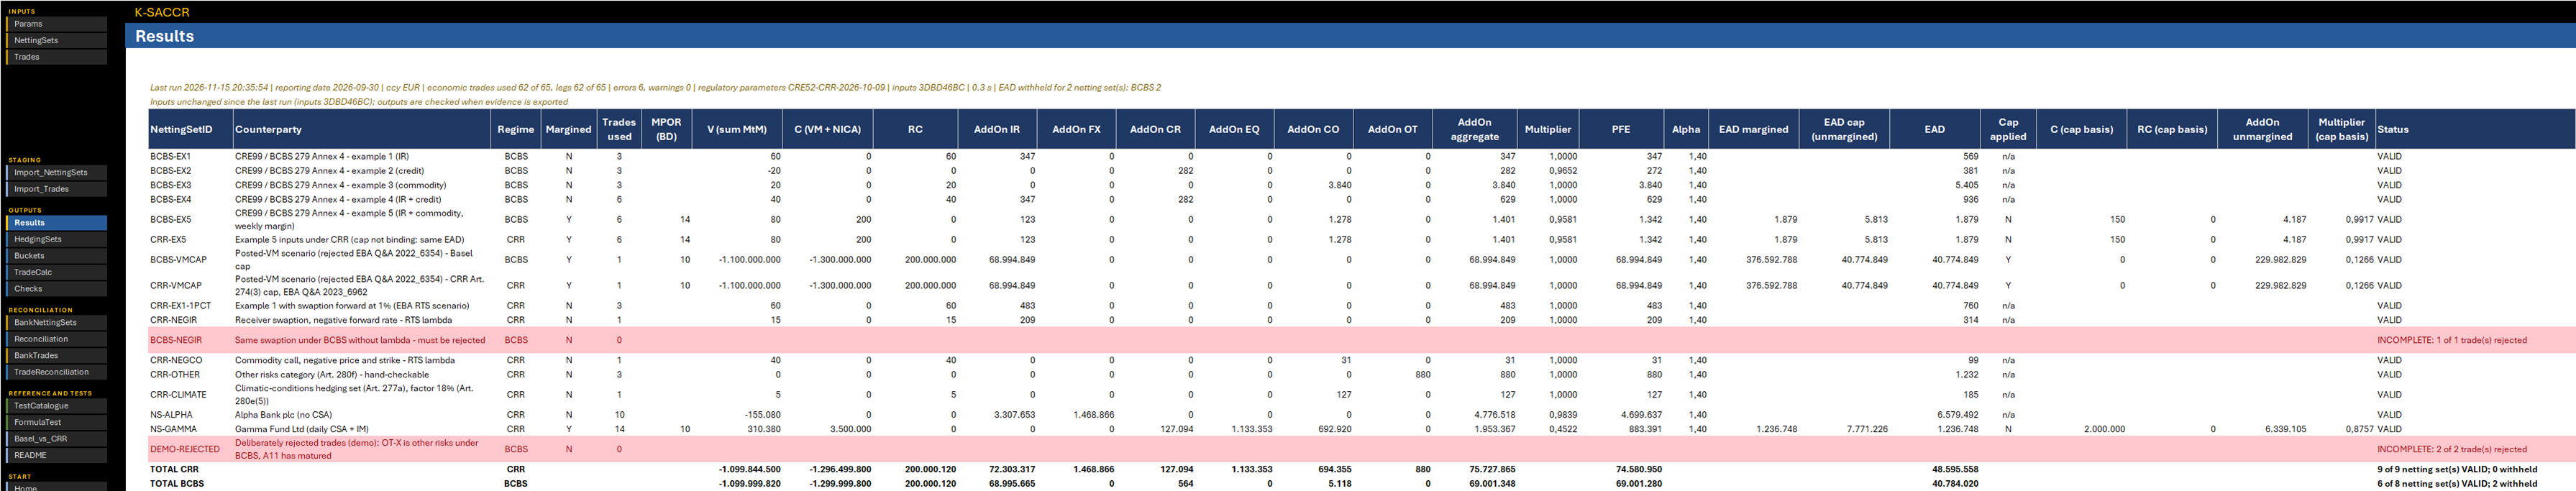 INPUTS
Params
NettingSets
Trades
STAGING
Import_NettingSets
Import_Trades
OUTPUTS
Results
HedgingSets
Buckets
TradeCalc
Checks
RECONCILIATION
BankNettingSets
Reconciliation
BankTrades
TradeReconciliation
REFERENCE AND TESTS
TestCatalogue
FormulaTest
Basel_vs_CRR
README
START
Home
K-SACCR
Results
Last run 2026-11-15 20:35:54 | reporting date 2026-09-30 | ccy EUR | economic trades used 62 of 65, legs 62 of 65 | errors 6, warnings 0 | regulatory parameters CRE52-CRR-2026-10-09 | inputs 3DBD46BC | 0.3 s | EAD withheld for 2 netting set(s): BCBS 2
Inputs unchanged since the last run (inputs 3DBD46BC); outputs are checked when evidence is exported
NettingSetID Counterparty Regime Margined Trades used MPOR (BD) V (sum MtM) C (VM + NICA) RC AddOn IR AddOn FX AddOn CR AddOn EQ AddOn CO AddOn OT AddOn aggregate Multiplier PFE Alpha EAD margined EAD cap (unmargined) EAD Cap applied C (cap basis) RC (cap basis) AddOn unmargined Multiplier (cap basis) Status
BCBS-EX1 CRE99 / BCBS 279 Annex 4 - example 1 (IR) BCBS N 3 60 0 60 347 0 0 0 0 0 347 1,0000 347 1,40 569 n/a VALID
BCBS-EX2 CRE99 / BCBS 279 Annex 4 - example 2 (credit) BCBS N 3 -20 0 0 0 0 282 0 0 0 282 0,9652 272 1,40 381 n/a VALID
BCBS-EX3 CRE99 / BCBS 279 Annex 4 - example 3 (commodity) BCBS N 3 20 0 20 0 0 0 0 3.840 0 3.840 1,0000 3.840 1,40 5.405 n/a VALID
BCBS-EX4 CRE99 / BCBS 279 Annex 4 - example 4 (IR + credit) BCBS N 6 40 0 40 347 0 282 0 0 0 629 1,0000 629 1,40 936 n/a VALID
BCBS-EX5 CRE99 / BCBS 279 Annex 4 - example 5 (IR + commodity, weekly margin) BCBS Y 6 14 80 200 0 123 0 0 0 1.278 0 1.401 0,9581 1.342 1,40 1.879 5.813 1.879 N 150 0 4.187 0,9917 VALID
CRR-EX5 Example 5 inputs under CRR (cap not binding: same EAD) CRR Y 6 14 80 200 0 123 0 0 0 1.278 0 1.401 0,9581 1.342 1,40 1.879 5.813 1.879 N 150 0 4.187 0,9917 VALID
BCBS-VMCAP Posted-VM scenario (rejected EBA Q&A 2022_6354) - Basel cap BCBS Y 1 10 -1.100.000.000 -1.300.000.000 200.000.000 68.994.849 0 0 0 0 0 68.994.849 1,0000 68.994.849 1,40 376.592.788 40.774.849 40.774.849 Y 0 0 229.982.829 0,1266 VALID
CRR-VMCAP Posted-VM scenario (rejected EBA Q&A 2022_6354) - CRR Art. 274(3) cap, EBA Q&A 2023_6962 CRR Y 1 10 -1.100.000.000 -1.300.000.000 200.000.000 68.994.849 0 0 0 0 0 68.994.849 1,0000 68.994.849 1,40 376.592.788 40.774.849 40.774.849 Y 0 0 229.982.829 0,1266 VALID
CRR-EX1-1PCT Example 1 with swaption forward at 1% (EBA RTS scenario) CRR N 3 60 0 60 483 0 0 0 0 0 483 1,0000 483 1,40 760 n/a VALID
CRR-NEGIR Receiver swaption, negative forward rate - RTS lambda CRR N 1 15 0 15 209 0 0 0 0 0 209 1,0000 209 1,40 314 n/a VALID
BCBS-NEGIR Same swaption under BCBS without lambda - must be rejected BCBS N 0 INCOMPLETE: 1 of 1 trade(s) rejected
CRR-NEGCO Commodity call, negative price and strike - RTS lambda CRR N 1 40 0 40 0 0 0 0 31 0 31 1,0000 31 1,40 99 n/a VALID
CRR-OTHER Other risks category (Art. 280f) - hand-checkable CRR N 3 0 0 0 0 0 0 0 0 880 880 1,0000 880 1,40 1.232 n/a VALID
CRR-CLIMATE Climatic-conditions hedging set (Art. 277a), factor 18% (Art. 280e(5)) CRR N 1 5 0 5 0 0 0 0 127 0 127 1,0000 127 1,40 185 n/a VALID
NS-ALPHA Alpha Bank plc (no CSA) CRR N 10 -155.080 0 0 3.307.653 1.468.866 0 0 0 0 4.776.518 0,9839 4.699.637 1,40 6.579.492 n/a VALID
NS-GAMMA Gamma Fund Ltd (daily CSA + IM) CRR Y 14 10 310.380 3.500.000 0 0 0 127.094 1.133.353 692.920 0 1.953.367 0,4522 883.391 1,40 1.236.748 7.771.226 1.236.748 N 2.000.000 0 6.339.105 0,8757 VALID
DEMO-REJECTED Deliberately rejected trades (demo): OT-X is other risks under BCBS, A11 has matured BCBS N 0 INCOMPLETE: 2 of 2 trade(s) rejected
TOTAL CRR CRR -1.099.844.500 -1.296.499.800 200.000.120 72.303.317 1.468.866 127.094 1.133.353 694.355 880 75.727.865 74.580.950 48.595.558 9 of 9 netting set(s) VALID; 0 withheld
TOTAL BCBS BCBS -1.099.999.820 -1.299.999.800 200.000.120 68.995.665 0 564 0 5.118 0 69.001.348 69.001.280 40.784.020 6 of 8 netting set(s) VALID; 2 withheld